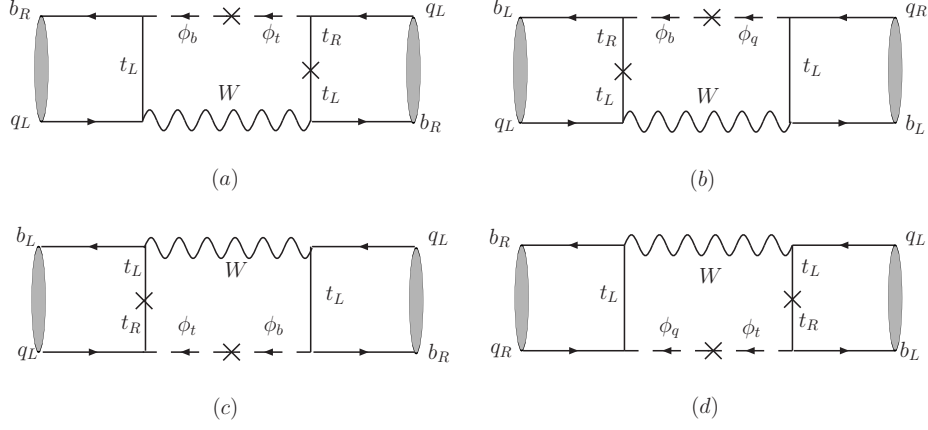 b_R ϕ_b ϕ_t q_L
t_L t_R
W t_L
q_L b_R
(a)
b_L ϕ_b ϕ_q q_R
t_R t_L
t_L W
q_L b_L
(b)
b_L q_L
t_L W t_L
t_R ϕ_t ϕ_b
q_L b_R
(c)
b_R q_L
t_L W t_L
ϕ_q ϕ_t t_R
q_R b_L
(d)